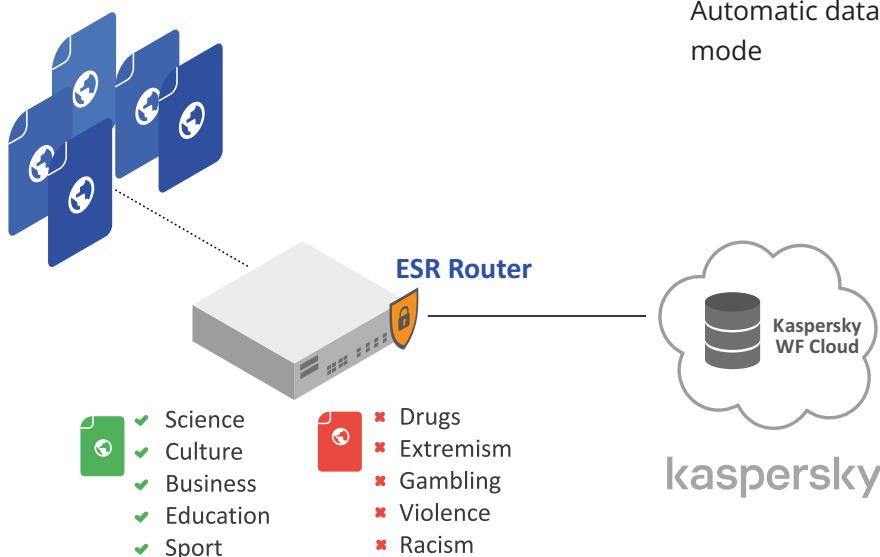 Automatic data
mode
ESR Router
Kaspersky
WF Cloud
kaspersky
Science
Culture
Business
Education
Sport
Drugs
Extremism
Gambling
Violence
Racism